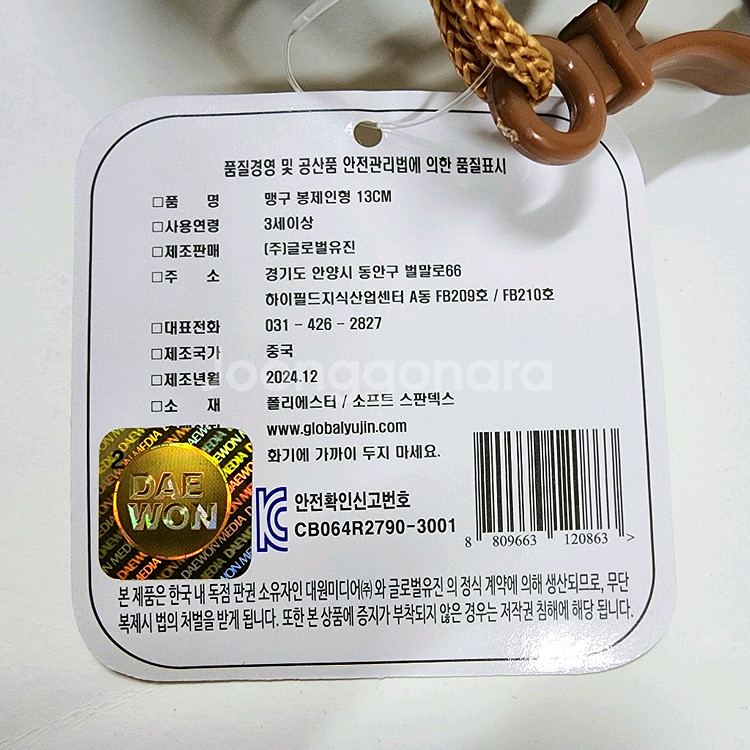 품질경영 및 공산품 안전관리법에 의한 품질표시
□품 명 맹구 봉제인형 13CM
□사용연령 3세이상
□제조판매 (주)글로벌유진
□주 소 경기도 안양시 동안구 벌말로66
하이필드지식산업센터 A동 FB209호 / FB210호
□대표전화 031 - 426 - 2827
□제조국가 중국
□제조년월 2024.12
joonggonara
□소 재 폴리에스터 / 소프트 스판덱스
www.globalyujin.com
화기에 가까이 두지 마세요.
2
DAE WON
DAEWON MEDIA
안전확인신고번호
CB064R2790-3001
8 809663 120863 >
본 제품은 한국 내 독점 판권 소유자인 대원미디어㈜ 와 글로벌유진 의 정식 계약에 의해 생산되므로, 무단
복제시 법의 처벌을 받게 됩니다. 또한 본 상품에 증지가 부착되지 않은 경우는 저작권 침해에 해당 됩니다.